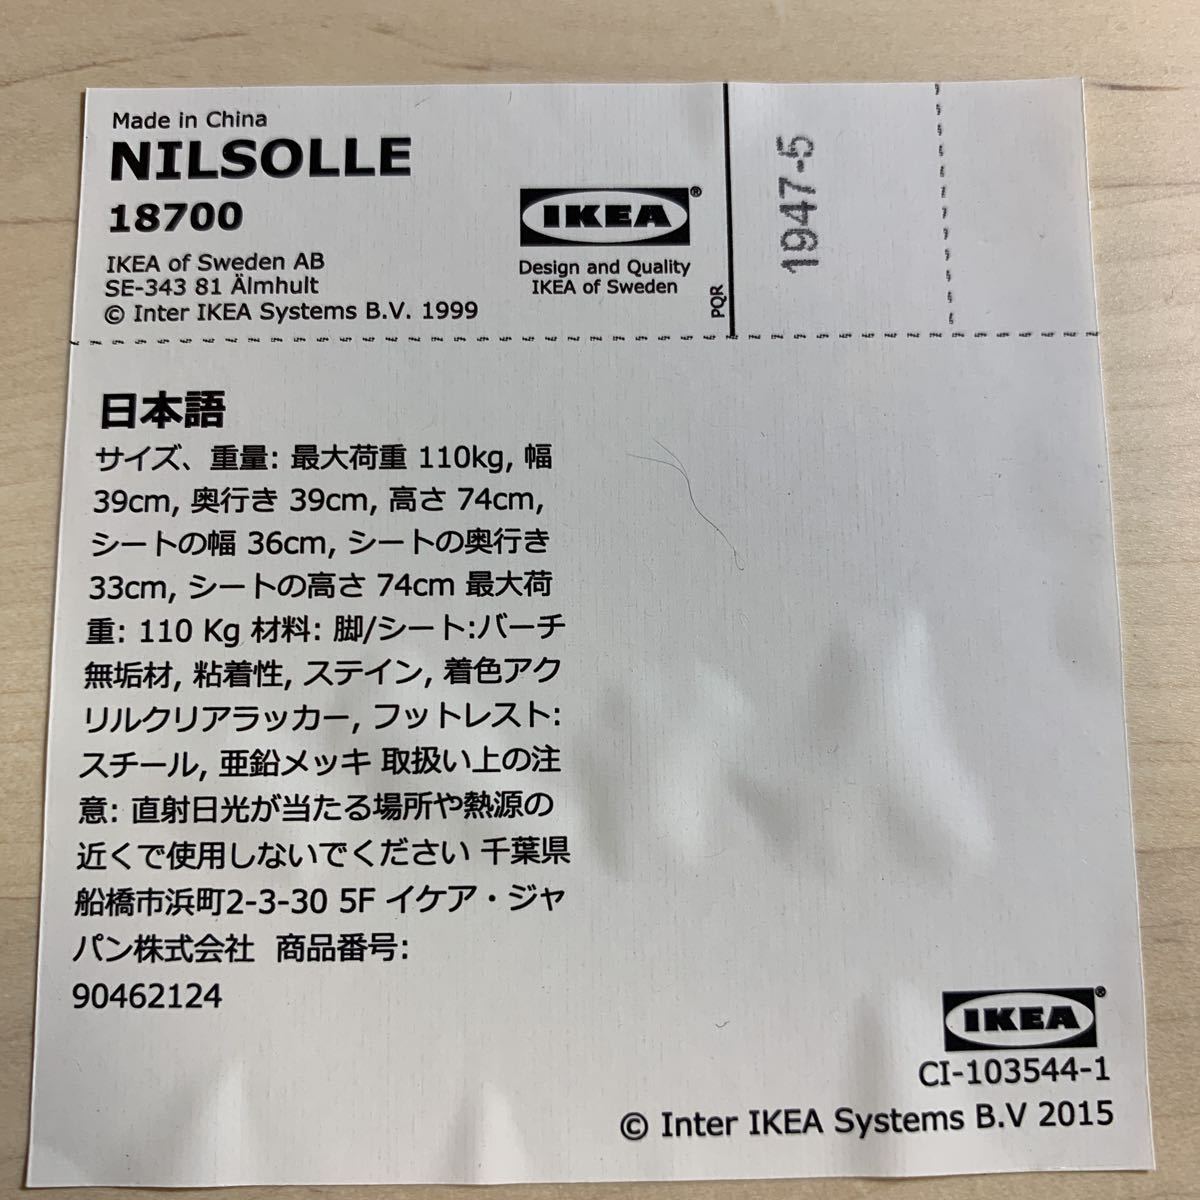 Made in China
NILSOLLE
18700
IKEA of Sweden AB
SE-343 81 Älmhult
© Inter IKEA Systems B.V. 1999
IKEA®
Design and Quality
IKEA of Sweden
PQR
1947-5
日本語
サイズ、重量: 最大荷重 110kg, 幅
39cm, 奥行き 39cm, 高さ 74cm,
シートの幅 36cm, シートの奥行き
33cm, シートの高さ 74cm 最大荷
重: 110 Kg 材料: 脚/シート:バーチ
無垢材, 粘着性, ステイン, 着色アク
リルクリアラッカー, フットレスト:
スチール, 亜鉛メッキ 取扱い上の注
意: 直射日光が当たる場所や熱源の
近くで使用しないでください 千葉県
船橋市浜町2-3-30 5F イケア・ジャ
パン株式会社 商品番号:
90462124
IKEA®
CI-103544-1
© Inter IKEA Systems B.V 2015